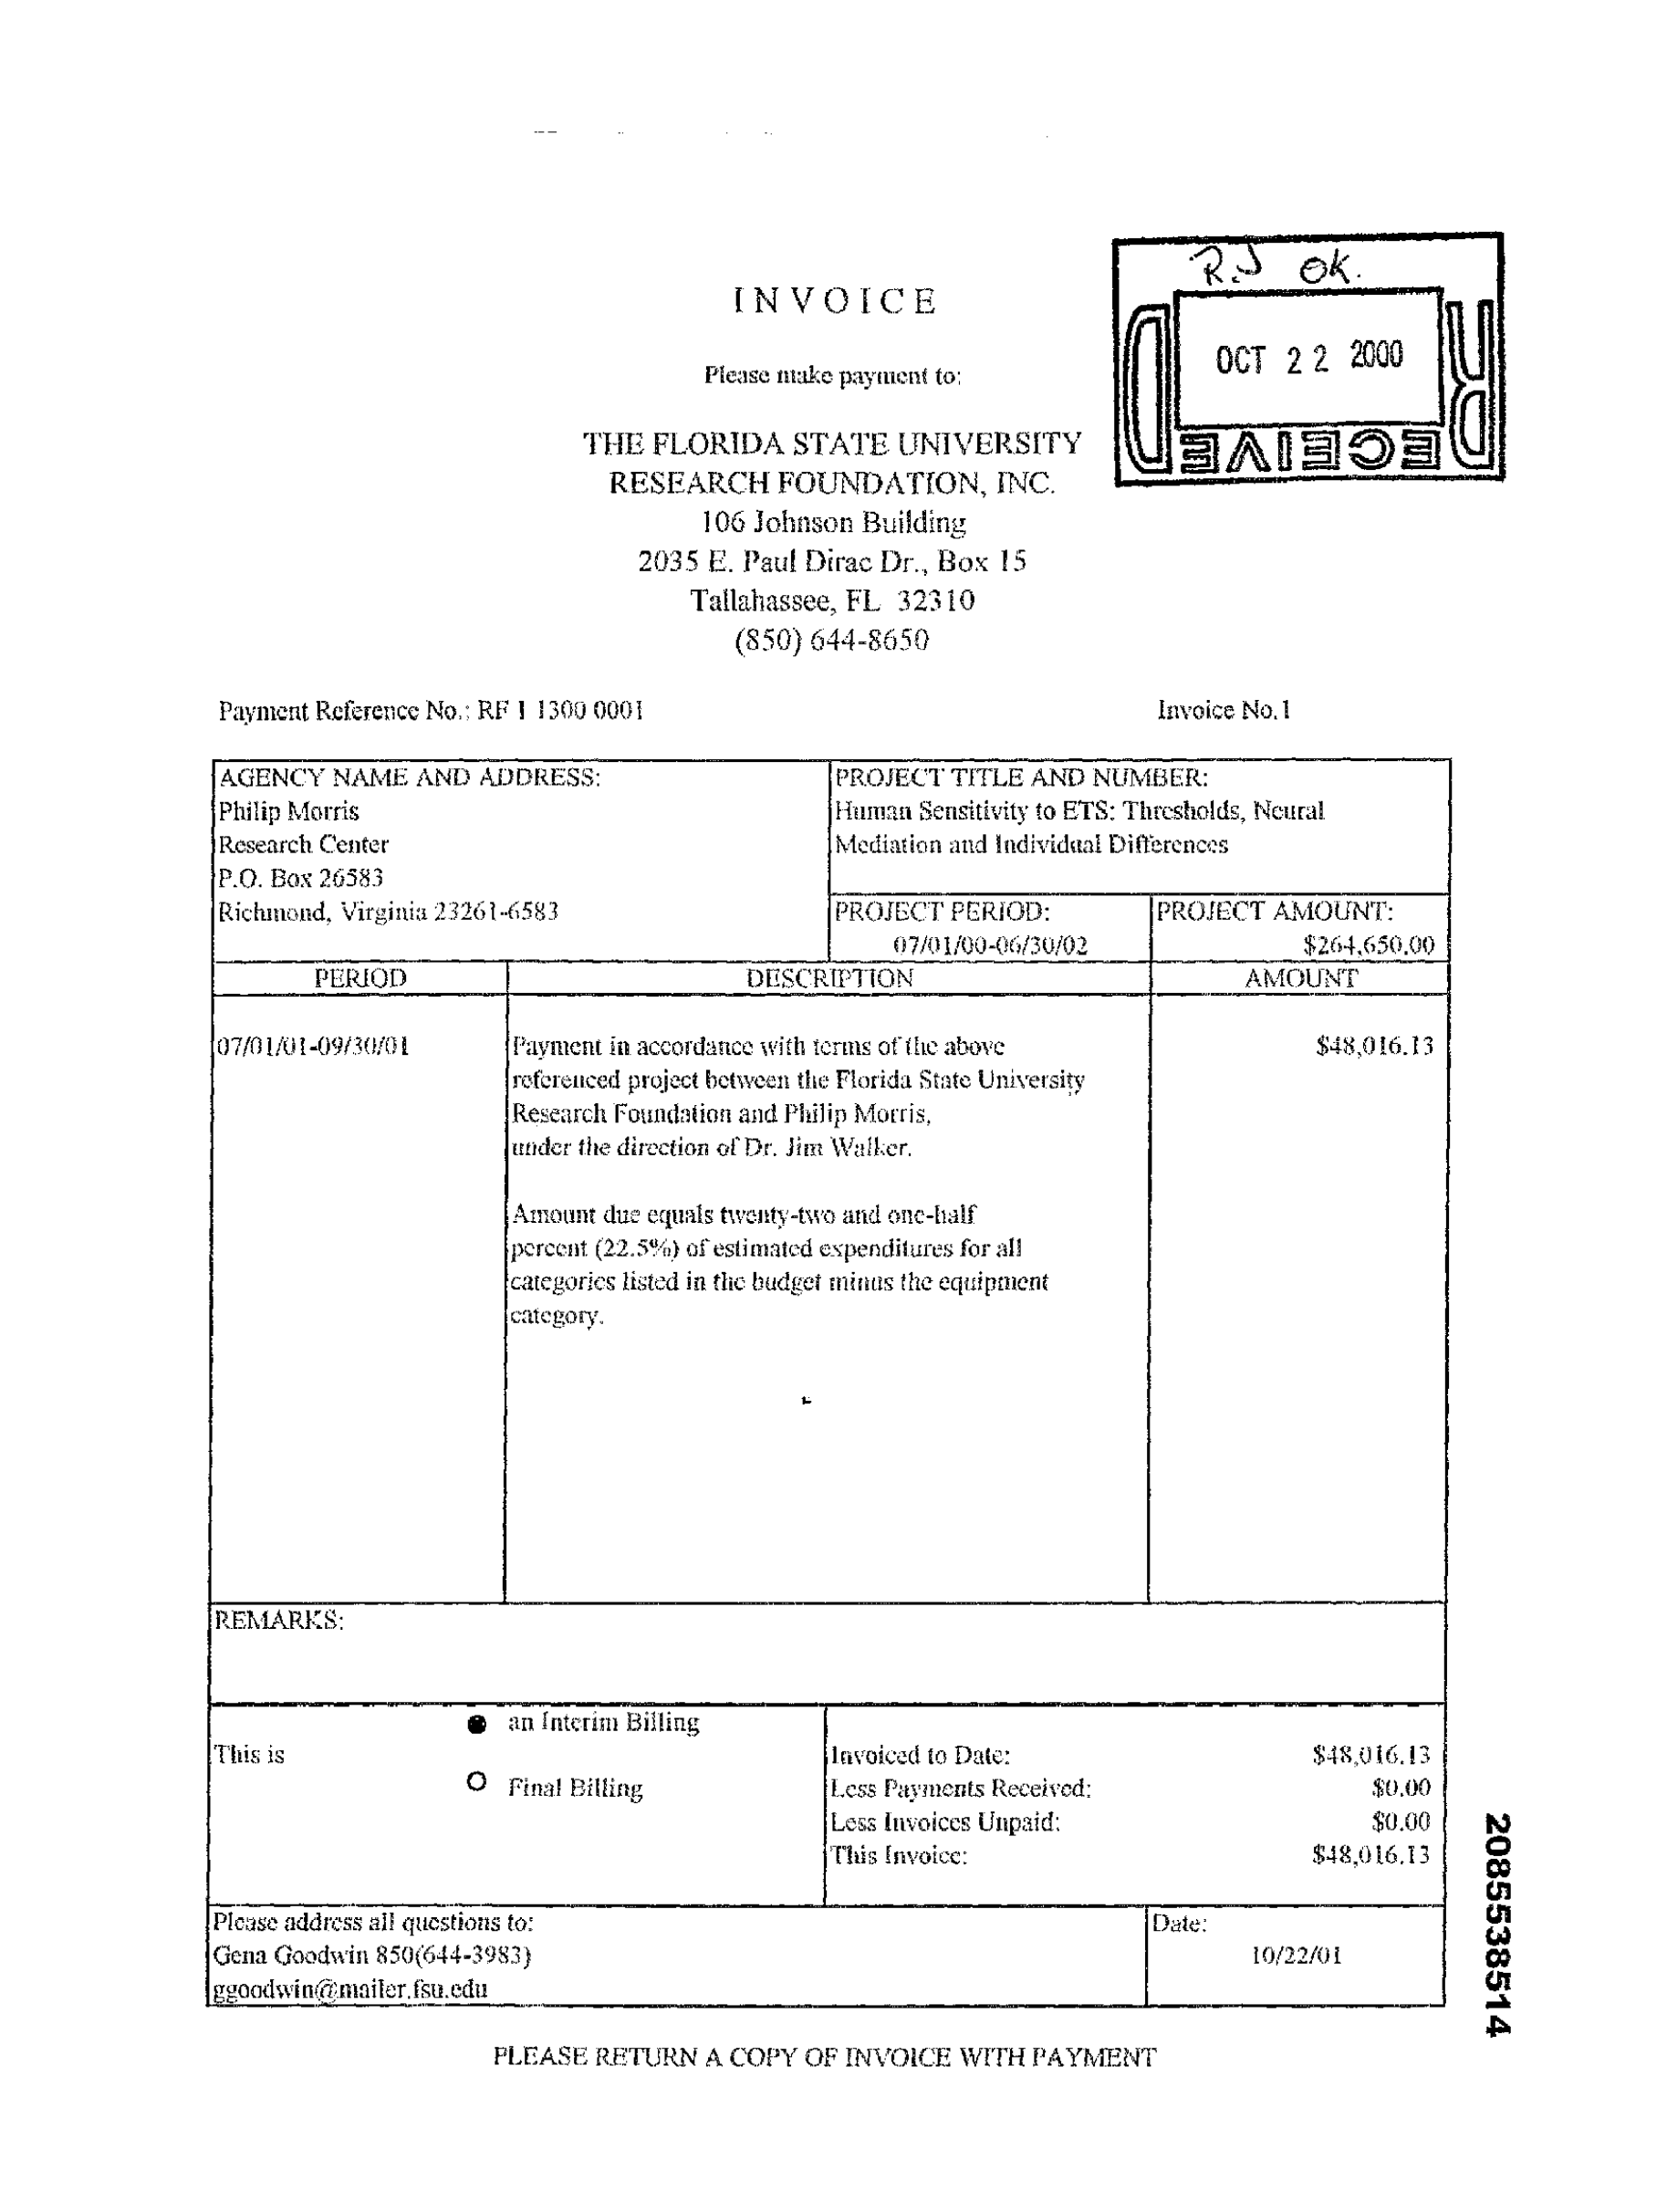 R.J OK.
OCT 22 2000
RECEIVED
INVOICE
Please make payment to:
THE FLORIDA STATE UNIVERSITY
RESEARCH FOUNDATION, INC.
106 Johnson Building
2035 E. Paul Dirac Dr., Box 15
Tallahassee, FL 32310
(850) 644-8650
Payment Reference No.: RF 1 1300 0001 Invoice No.1
AGENCY NAME AND ADDRESS:
Philip Morris
Research Center
P.O. Box 26583
Richmond, Virginia 23261-6583
PROJECT TITLE AND NUMBER:
Human Sensitivity to ETS: Thresholds, Neural
Mediation and Individual Differences
PROJECT PERIOD:
07/01/00-06/30/02
PROJECT AMOUNT:
$264,650.00
PERIOD DESCRIPTION AMOUNT
07/01/01-09/30/01 Payment in accordance with terms of the above $48,016.13
referenced project between the Florida State University
Research Foundation and Philip Morris,
under the direction of Dr. Jim Walker.
Amount due equals twenty-two and one-half
percent (22.5%) of estimated expenditures for all
categories listed in the budget minus the equipment
category.
REMARKS:
This is
an Interim Billing
Final Billing
Invoiced to Date: $48,016.13
Less Payments Received: $0.00
Less Invoices Unpaid: $0.00
This Invoice: $48,016.13
Please address all questions to:
Gena Goodwin 850(644-3983)
ggoodwin@mailer.fsu.edu
Date:
10/22/01
PLEASE RETURN A COPY OF INVOICE WITH PAYMENT
2085538514